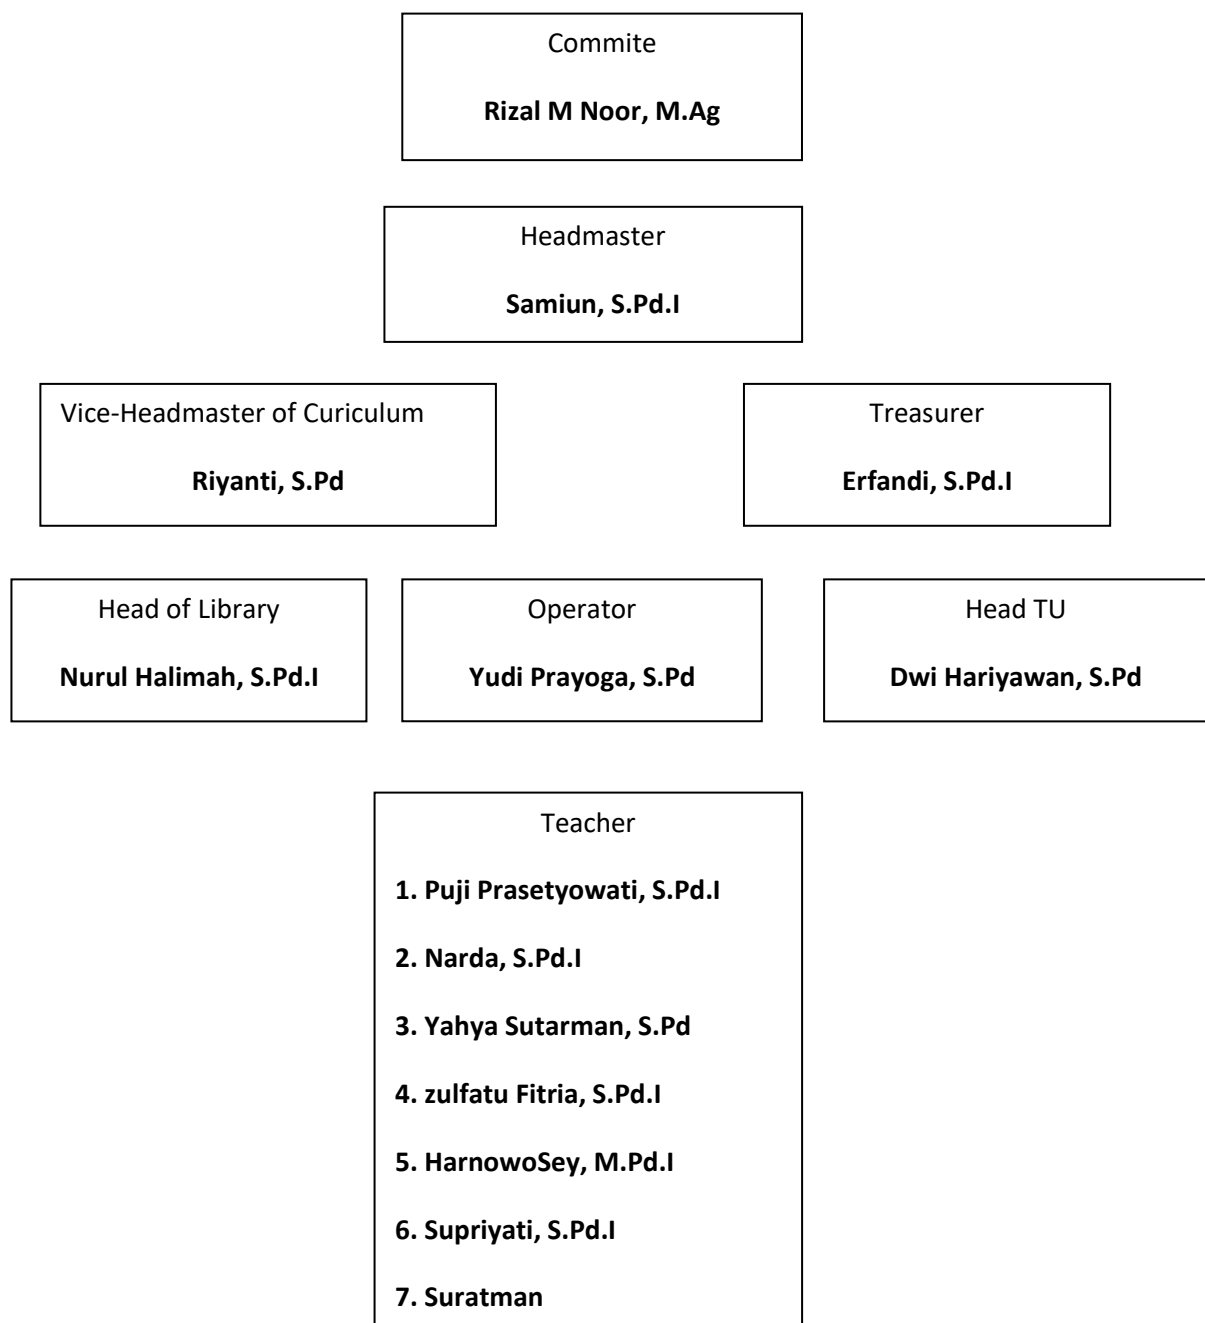 Commite
Rizal M Noor, M.Ag
Headmaster
Samiun, S.Pd.I
Vice-Headmaster of Curiculum
Riyanti, S.Pd
Treasurer
Erfandi, S.Pd.I
Head of Library
Nurul Halimah, S.Pd.I
Operator
Yudi Prayoga, S.Pd
Head TU
Dwi Hariyawan, S.Pd
Teacher
1. Puji Prasetyowati, S.Pd.I
2. Narda, S.Pd.I
3. Yahya Sutarman, S.Pd
4. zulfatu Fitria, S.Pd.I
5. HarnowoSey, M.Pd.I
6. Supriyati, S.Pd.I
7. Suratman